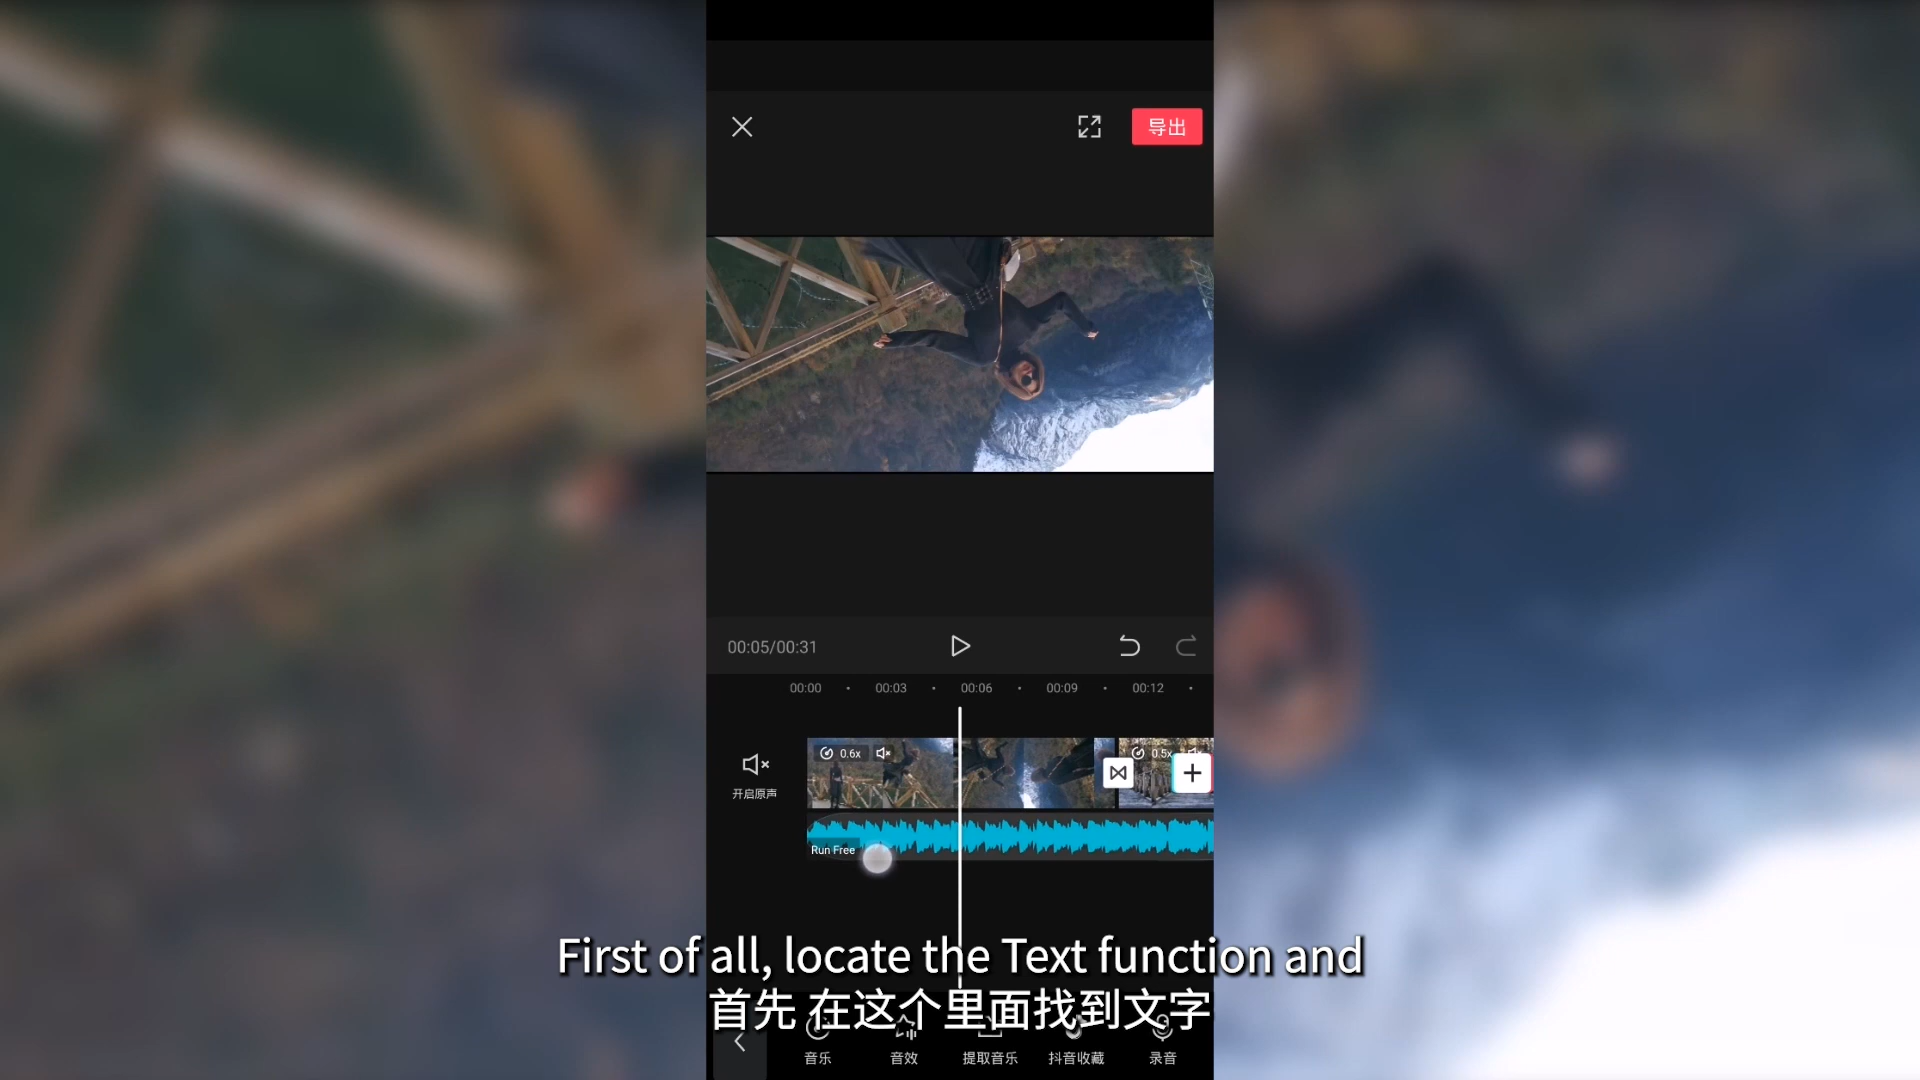 导出
00:05/00:31
00:00 00:03 00:06 00:09 00:12
0.6x 0.5x
开启原声
Run Free
First of all, locate the Text function and
首先 在这个里面找到文字
音乐 音效 提取音乐 抖音收藏 录音